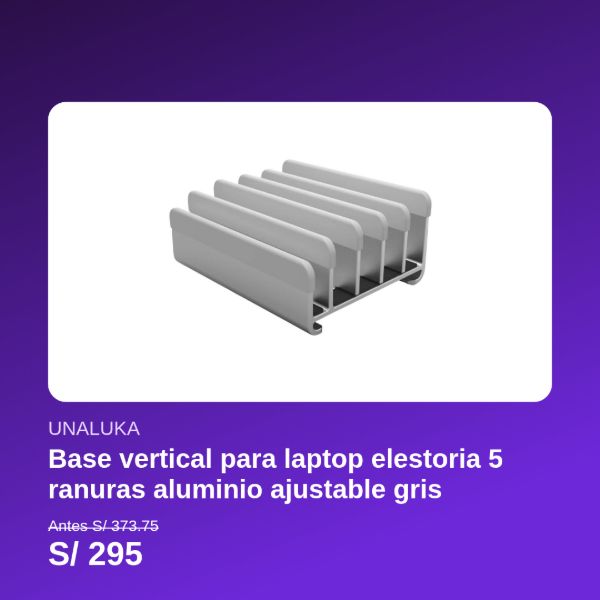 UNALUKA
Base vertical para laptop elestoria 5
ranuras aluminio ajustable gris
Antes S/ 373.75
S/ 295